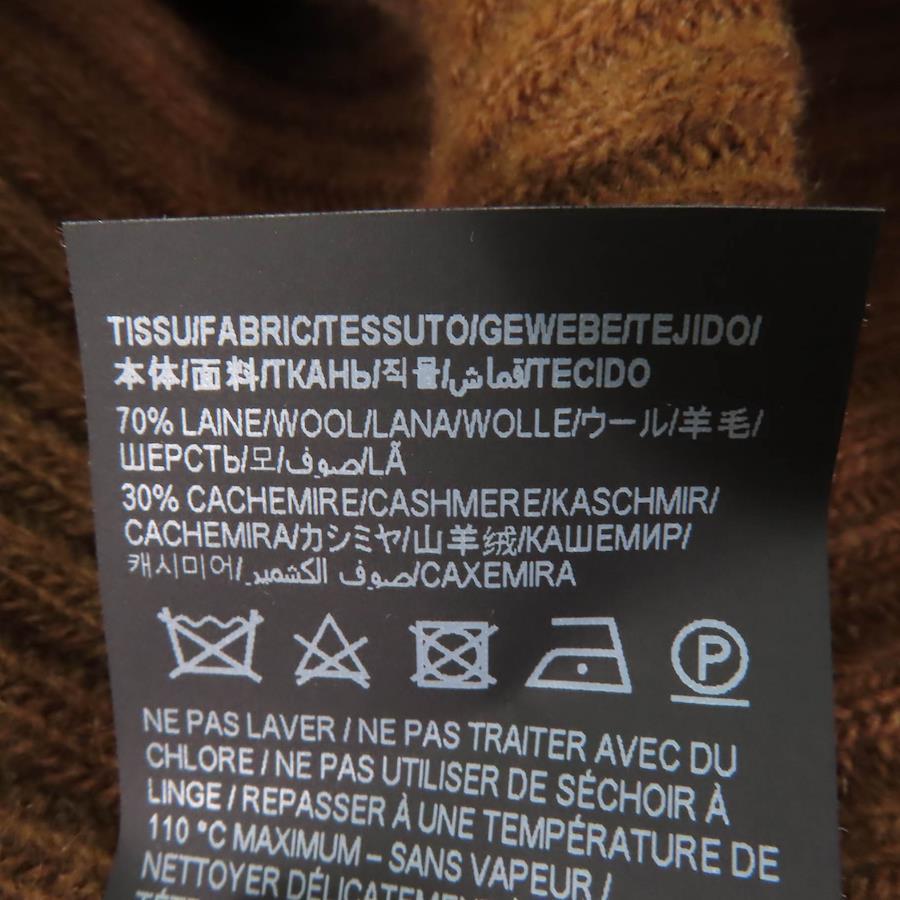 TISSU/FABRIC/TESSUTO/GEWEBE/TEJIDO/
本体/面料/ТКАНЬ/직물/قماش/TECIDO
70% LAINE/WOOL/LANA/WOLLE/ウール/羊毛/
ШЕРСТЬ/모/صوف/LÃ
30% CACHEMIRE/CASHMERE/KASCHMIR/
CACHEMIRA/カシミヤ/山羊绒/КАШЕМИР/
캐시미어/صوف الكشمير/CAXEMIRA
P
NE PAS LAVER / NE PAS TRAITER AVEC DU
CHLORE / NE PAS UTILISER DE SÉCHOIR À
LINGE / REPASSER À UNE TEMPÉRATURE DE
110 °C MAXIMUM – SANS VAPEUR /
NETTOYER DÉLICATEMENT